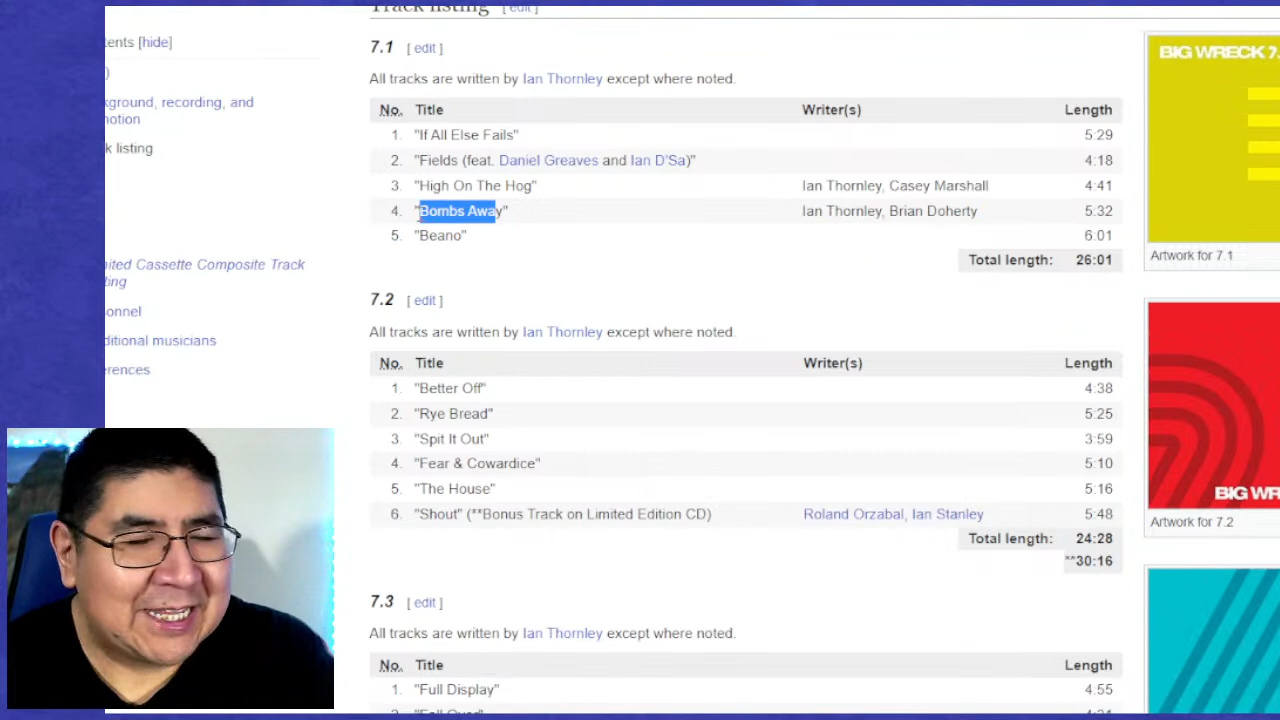 Track listing [ edit ]
ents [hide]
)
kground, recording, and
notion
k listing
ited Cassette Composite Track
ting
onnel
ditional musicians
erences
7.1 [ edit ]
All tracks are written by Ian Thornley except where noted.
No. Title Writer(s) Length
1. "If All Else Fails" 5:29
2. "Fields (feat. Daniel Greaves and Ian D'Sa)" 4:18
3. "High On The Hog" Ian Thornley, Casey Marshall 4:41
4. "Bombs Away" Ian Thornley, Brian Doherty 5:32
5. "Beano" 6:01
Total length: 26:01
7.2 [ edit ]
All tracks are written by Ian Thornley except where noted.
No. Title Writer(s) Length
1. "Better Off" 4:38
2. "Rye Bread" 5:25
3. "Spit It Out" 3:59
4. "Fear & Cowardice" 5:10
5. "The House" 5:16
6. "Shout" (**Bonus Track on Limited Edition CD) Roland Orzabal, Ian Stanley 5:48
Total length: 24:28
**30:16
7.3 [ edit ]
All tracks are written by Ian Thornley except where noted.
No. Title Length
1. "Full Display" 4:55
BIG WRECK 7.
Artwork for 7.1
BIG WR
Artwork for 7.2